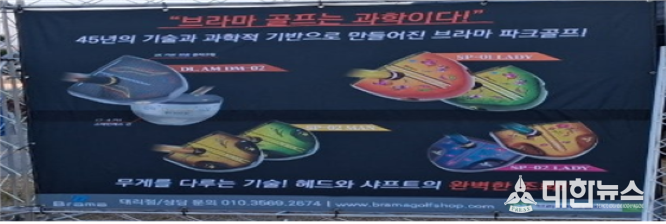 "브라마 골프는 과학이다!"
45년의 기술과 과학적 기반으로 만들어진 브라마 파크골프!
DL AM DM-02
SP-01 LADY
SP-02 MAN
SP-02 LADY
무게를 다루는 기술! 헤드와 샤프트의 완벽한
Brama 대리점/상담 문의 010.3569.2674 | www.bramagolfshop.com
대한뉴스